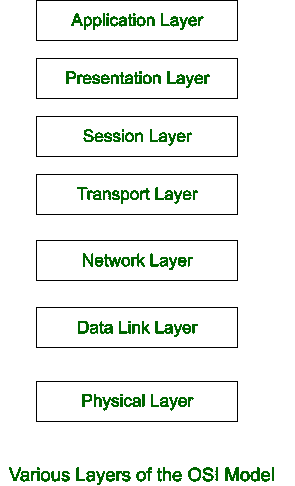 Application Layer
Presentation Layer
Session Layer
Transport Layer
Network Layer
Data Link Layer
Physical Layer
Various Layers of the OSI Model